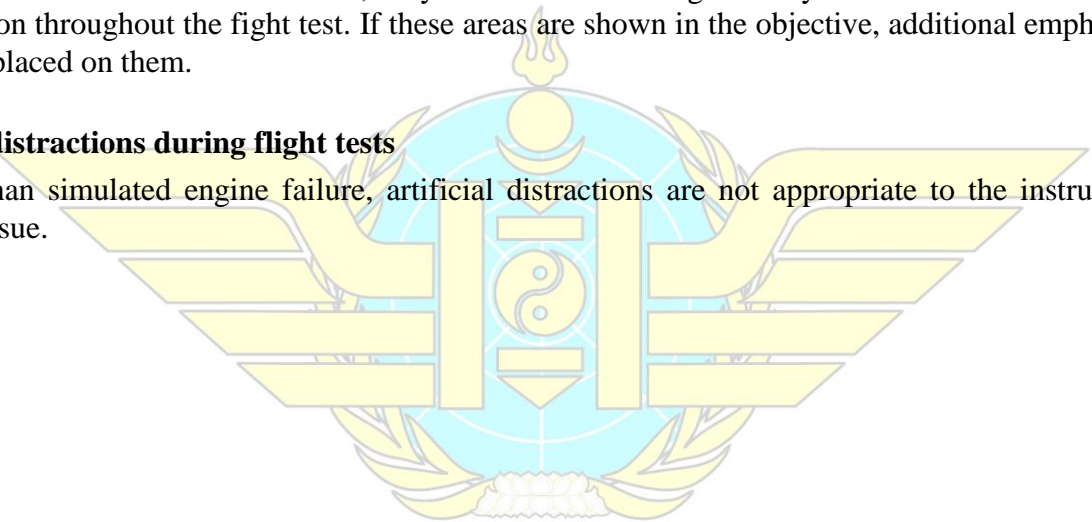 on throughout the fight test. If these areas are shown in the objective, additional emph
placed on them.
distractions during flight tests
han simulated engine failure, artificial distractions are not appropriate to the instru
sue.